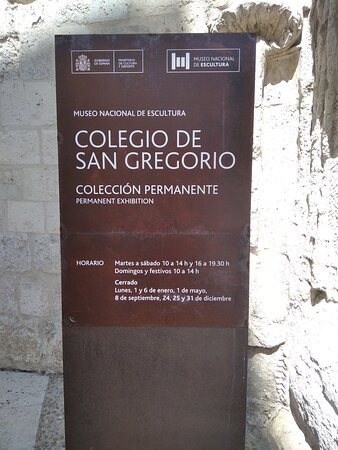 GOBIERNO
DE ESPAÑA
MINISTERIO
DE CULTURA
Y DEPORTE
MUSEO NACIONAL
DE ESCULTURA
MUSEO NACIONAL DE ESCULTURA
COLEGIO DE
SAN GREGORIO
COLECCIÓN PERMANENTE
PERMANENT EXHIBITION
HORARIO
Martes a sábado 10 a 14 h y 16 a 19.30 h
Domingos y festivos 10 a 14 h
Cerrado
Lunes, 1 y 6 de enero, 1 de mayo,
8 de septiembre, 24, 25 y 31 de diciembre